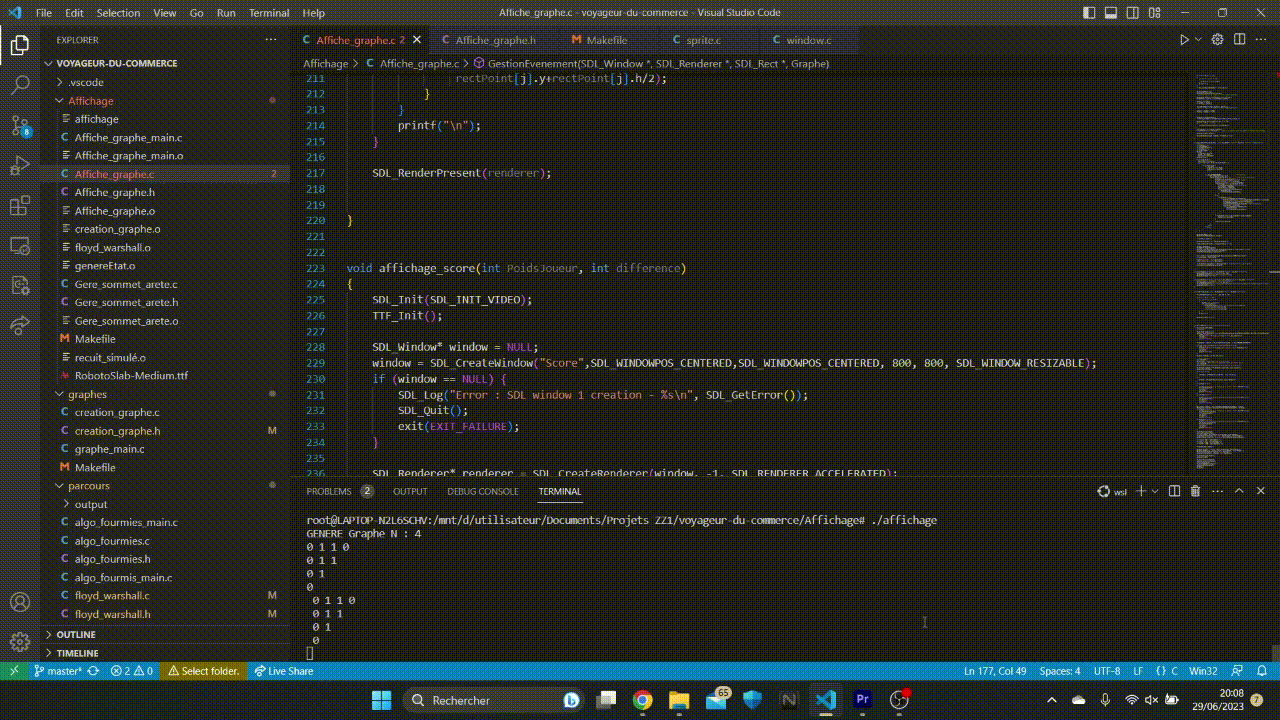 File Edit Selection View Go Run Terminal Help
Affiche_graphe.c - voyageur-du-commerce - Visual Studio Code
EXPLORER
VOYAGEUR-DU-COMMERCE
.vscode
Affichage
affichage
Affiche_graphe_main.c
Affiche_graphe_main.o
Affiche_graphe.c 2
Affiche_graphe.h
Affiche_graphe.o
creation_graphe.o
floyd_warshall.o
genereEtat.o
Gere_sommet_arete.c
Gere_sommet_arete.h
Gere_sommet_arete.o
Makefile
recuit_simulé.o
RobotoSlab-Medium.ttf
graphes
creation_graphe.c
creation_graphe.h M
graphe_main.c
Makefile
parcours
output
algo_fourmies_main.c
algo_fourmies.c
algo_fourmies.h
algo_fourmis_main.c
floyd_warshall.c M
floyd_warshall.h M
OUTLINE
TIMELINE
8
Affiche_graphe.c 2 Affiche_graphe.h Makefile sprite.c window.c
Affichage > Affiche_graphe.c > GestionEvenement(SDL_Window *, SDL_Renderer *, SDL_Rect *, Graphe)
211 rectPoint[j].y+rectPoint[j].h/2);
212 }
213 }
214 printf("\n");
215 }
216
217 SDL_RenderPresent(renderer);
218
219
220 }
221
222
223 void affichage_score(int PoidsJoueur, int difference)
224 {
225 SDL_Init(SDL_INIT_VIDEO);
226 TTF_Init();
227
228 SDL_Window* window = NULL;
229 window = SDL_CreateWindow("Score",SDL_WINDOWPOS_CENTERED,SDL_WINDOWPOS_CENTERED, 800, 800, SDL_WINDOW_RESIZABLE);
230 if (window == NULL) {
231 SDL_Log("Error : SDL window 1 creation - %s\n", SDL_GetError());
232 SDL_Quit();
233 exit(EXIT_FAILURE);
234 }
235
236 SDL_Renderer* renderer = SDL_CreateRenderer(window, -1, SDL_RENDERER_ACCELERATED);
PROBLEMS 2 OUTPUT DEBUG CONSOLE TERMINAL
wsl
root@LAPTOP-N2L6SCHV:/mnt/d/utilisateur/Documents/Projets ZZ1/voyageur-du-commerce/Affichage# ./affichage
GENERE Graphe N : 4
0 1 1 0
0 1 1
0 1
0
0 1 1 0
0 1 1
0 1
0
master* 2 0 Select folder. Live Share
Ln 177, Col 49 Spaces: 4 UTF-8 LF {} C Win32
Rechercher
65
Pr
20:08
29/06/2023
7